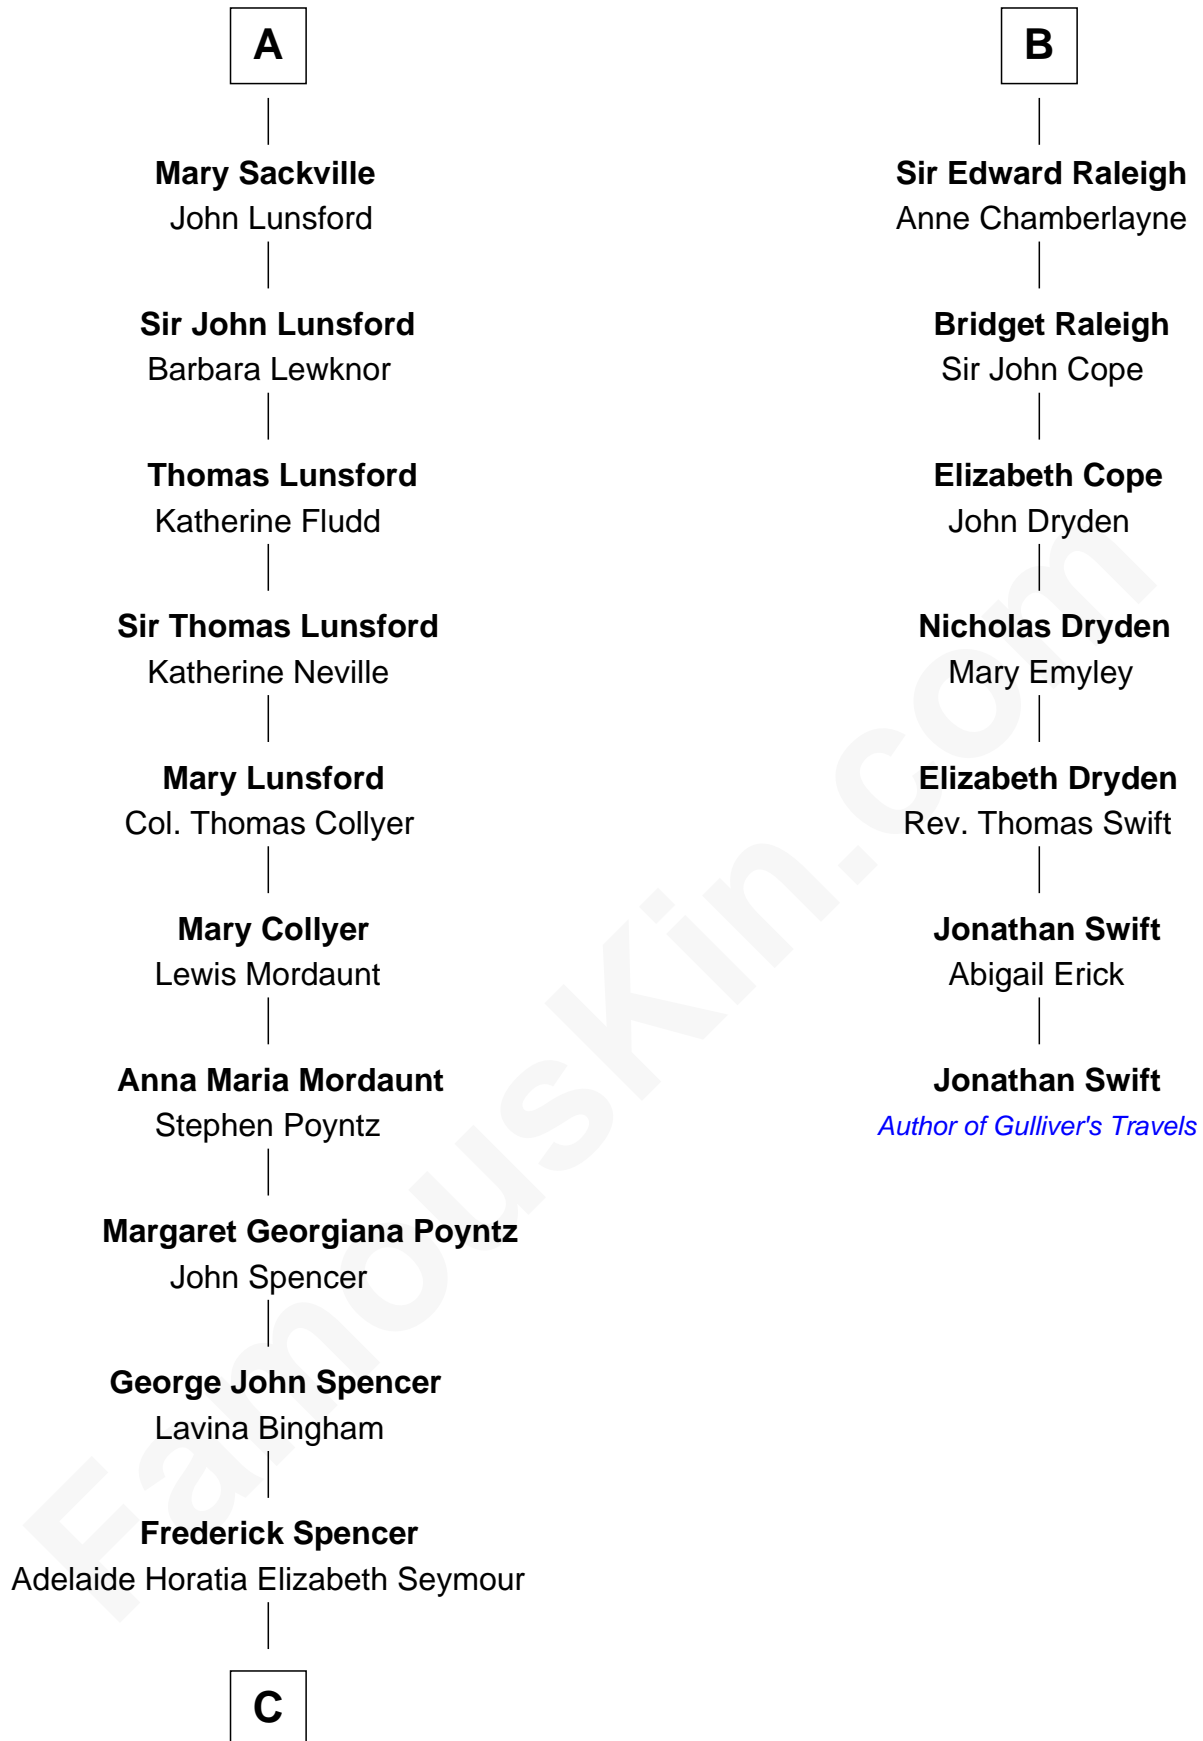 A
Mary Sackville
John Lunsford
Sir John Lunsford
Barbara Lewknor
Thomas Lunsford
Katherine Fludd
Sir Thomas Lunsford
Katherine Neville
Mary Lunsford
Col. Thomas Collyer
Mary Collyer
Lewis Mordaunt
Anna Maria Mordaunt
Stephen Poyntz
Margaret Georgiana Poyntz
John Spencer
George John Spencer
Lavina Bingham
Frederick Spencer
Adelaide Horatia Elizabeth Seymour
C
B
Sir Edward Raleigh
Anne Chamberlayne
Bridget Raleigh
Sir John Cope
Elizabeth Cope
John Dryden
Nicholas Dryden
Mary Emyley
Elizabeth Dryden
Rev. Thomas Swift
Jonathan Swift
Abigail Erick
Jonathan Swift
Author of Gulliver's Travels
FamousKin.com